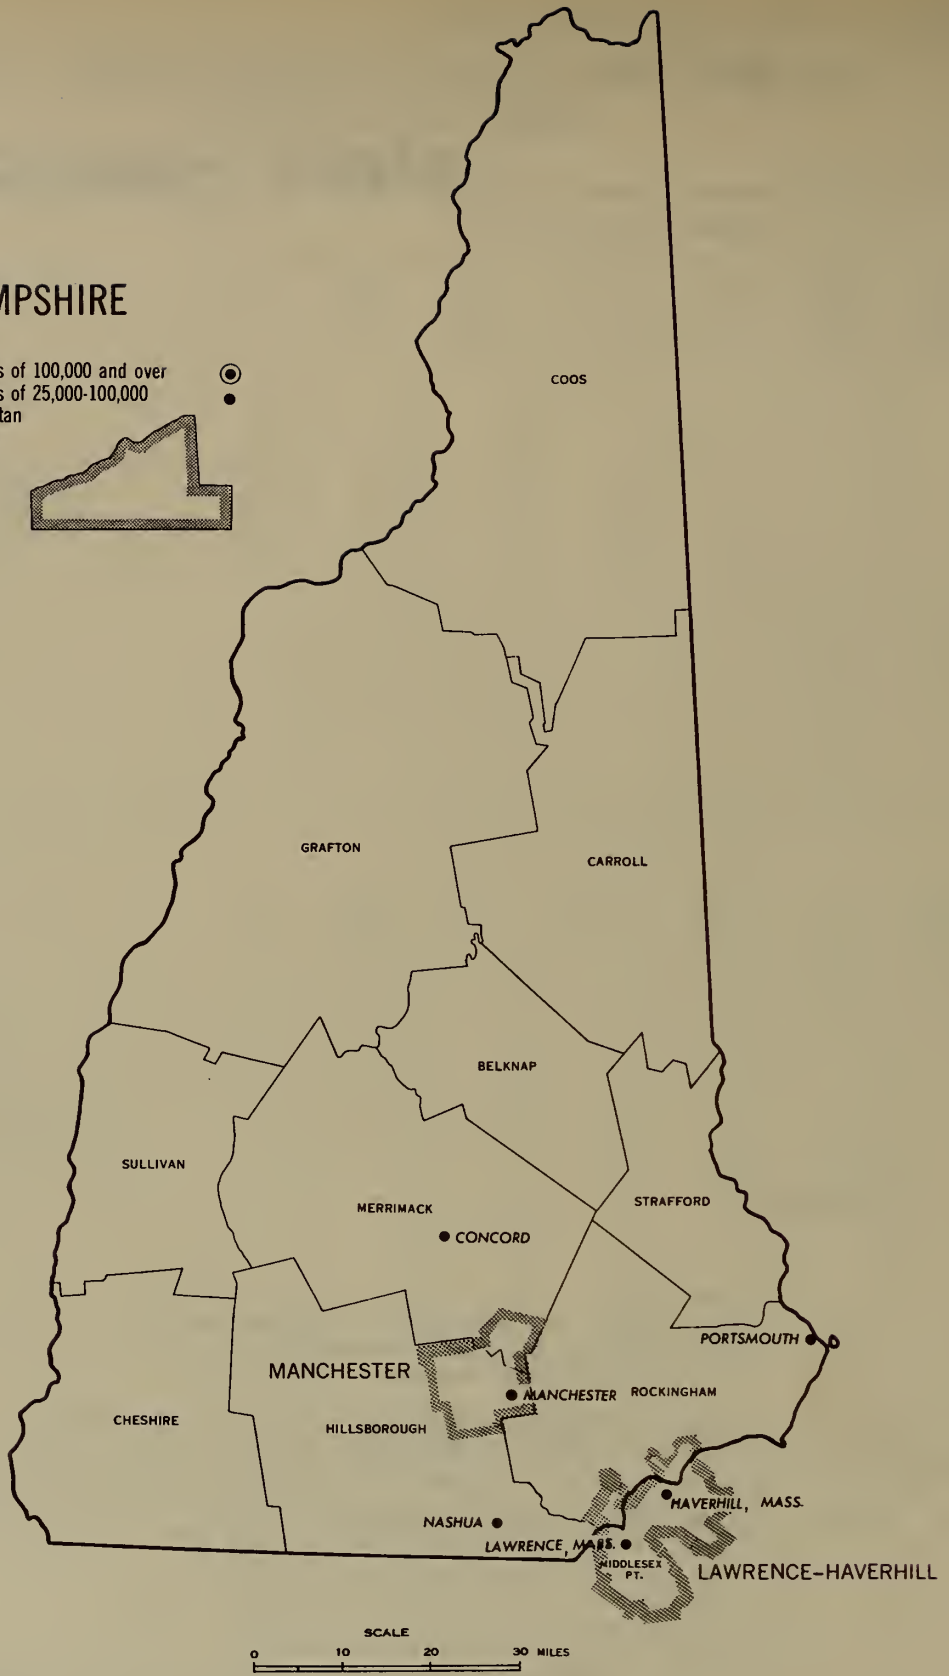 MPSHIRE
s of 100,000 and over
s of 25,000-100,000
tan
COOS
GRAFTON
CARROLL
BELKNAP
SULLIVAN
MERRIMACK
STRAFFORD
CONCORD
PORTSMOUTH
MANCHESTER
MANCHESTER
ROCKINGHAM
CHESHIRE
HILLSBOROUGH
HAVERHILL, MASS.
NASHUA
LAWRENCE, MASS.
MIDDLESEX
PT.
LAWRENCE-HAVERHILL
SCALE
0 10 20 30 MILES